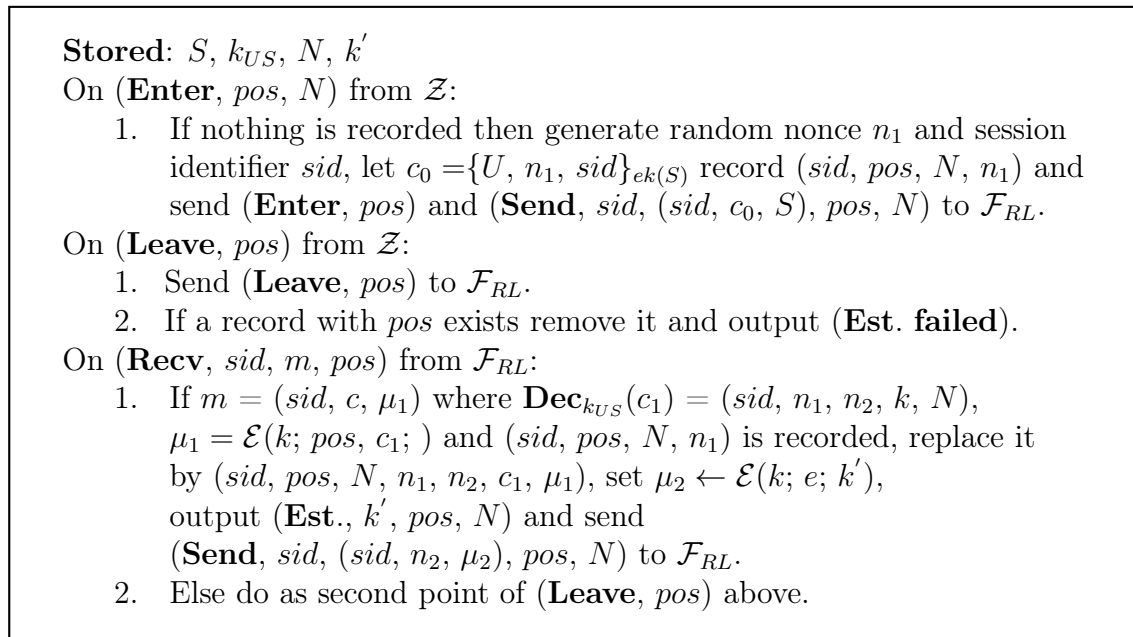 Stored: S, k_{US}, N, k′
On (Enter, pos, N) from 𝒵:
1. If nothing is recorded then generate random nonce n_1 and session
identifier sid, let c_0 ={U, n_1, sid}_{ek(S)} record (sid, pos, N, n_1) and
send (Enter, pos) and (Send, sid, (sid, c_0, S), pos, N) to ℱ_{RL}.
On (Leave, pos) from 𝒵:
1. Send (Leave, pos) to ℱ_{RL}.
2. If a record with pos exists remove it and output (Est. failed).
On (Recv, sid, m, pos) from ℱ_{RL}:
1. If m = (sid, c, μ_1) where Dec_{k_{US}}(c_1) = (sid, n_1, n_2, k, N),
μ_1 = ℰ(k; pos, c_1; ) and (sid, pos, N, n_1) is recorded, replace it
by (sid, pos, N, n_1, n_2, c_1, μ_1), set μ_2 ← ℰ(k; e; k′),
output (Est., k′, pos, N) and send
(Send, sid, (sid, n_2, μ_2), pos, N) to ℱ_{RL}.
2. Else do as second point of (Leave, pos) above.